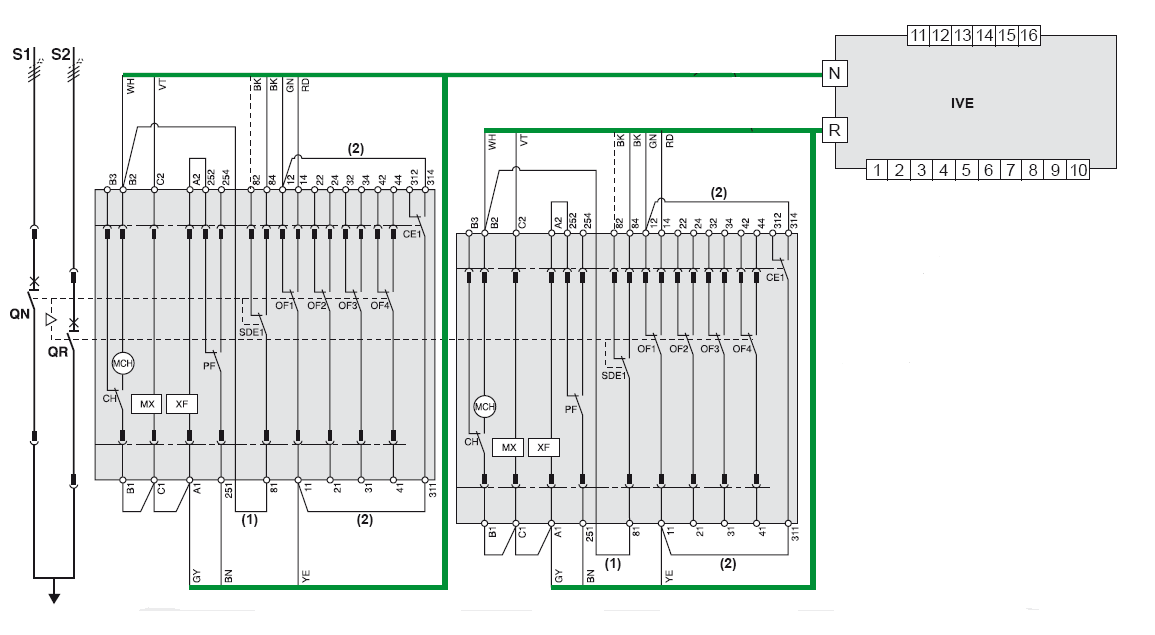 11 12 13 14 15 16
S1 S2
N
IVE
R
1 2 3 4 5 6 7 8 9 10
WH VT BK BK GN RD
(2)
B3 B2 C2 A2 252 254 82 84 12 14 22 24 32 34 42 44 312 314
CE1
OF1 OF2 OF3 OF4
SDE1
QN
QR
MCH
PF
CH
MX XF
B1 C1 A1 251 81 11 21 31 41 311
(1) (2)
GY BN YE
WH VT BK BK GN RD
(2)
B3 B2 C2 A2 252 254 82 84 12 14 22 24 32 34 42 44 312 314
CE1
OF1 OF2 OF3 OF4
SDE1
MCH
PF
CH
MX XF
B1 C1 A1 251 81 11 21 31 41 311
(1) (2)
GY BN YE